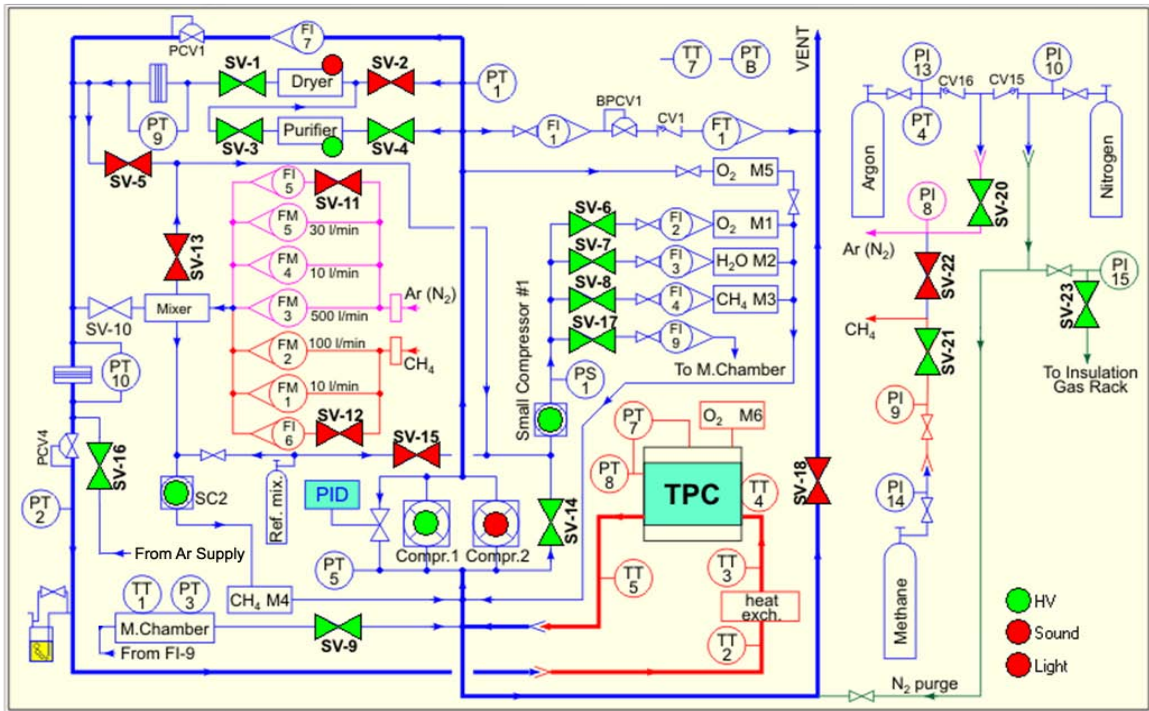 PCV1
FI
7
SV-1
Dryer
SV-2
PT
1
PT
9
SV-3
Purifier
SV-4
SV-5
FI
5
SV-11
FM
5
30 l/min
FM
4
10 l/min
FM
3
500 l/min
Ar (N2)
FM
2
100 l/min
CH4
FM
1
10 l/min
FI
6
SV-12
SV-13
Mixer
SV-10
PT
10
PCV4
SV-16
PT
2
SC2
From Ar Supply
Ref. mix.
PID
SV-15
Compr.1
Compr.2
PT
5
SV-14
CH4 M4
TT
1
PT
3
M.Chamber
From FI-9
SV-9
TT
7
PT
B
VENT
BPCV1
FI
1
CV1
FT
1
O2 M5
SV-6
FI
2
O2 M1
SV-7
FI
3
H2O M2
SV-8
FI
4
CH4 M3
SV-17
FI
9
To M.Chamber
Small Compressor #1
PS
1
PT
7
O2 M6
PT
8
TPC
TT
4
SV-18
TT
5
TT
3
heat
exch.
TT
2
PI
13
CV16
CV15
PI
10
PT
4
Argon
Nitrogen
SV-20
PI
8
Ar (N2)
SV-22
CH4
SV-21
PI
9
PI
14
Methane
PI
15
SV-23
To Insulation
Gas Rack
HV
Sound
Light
N2 purge